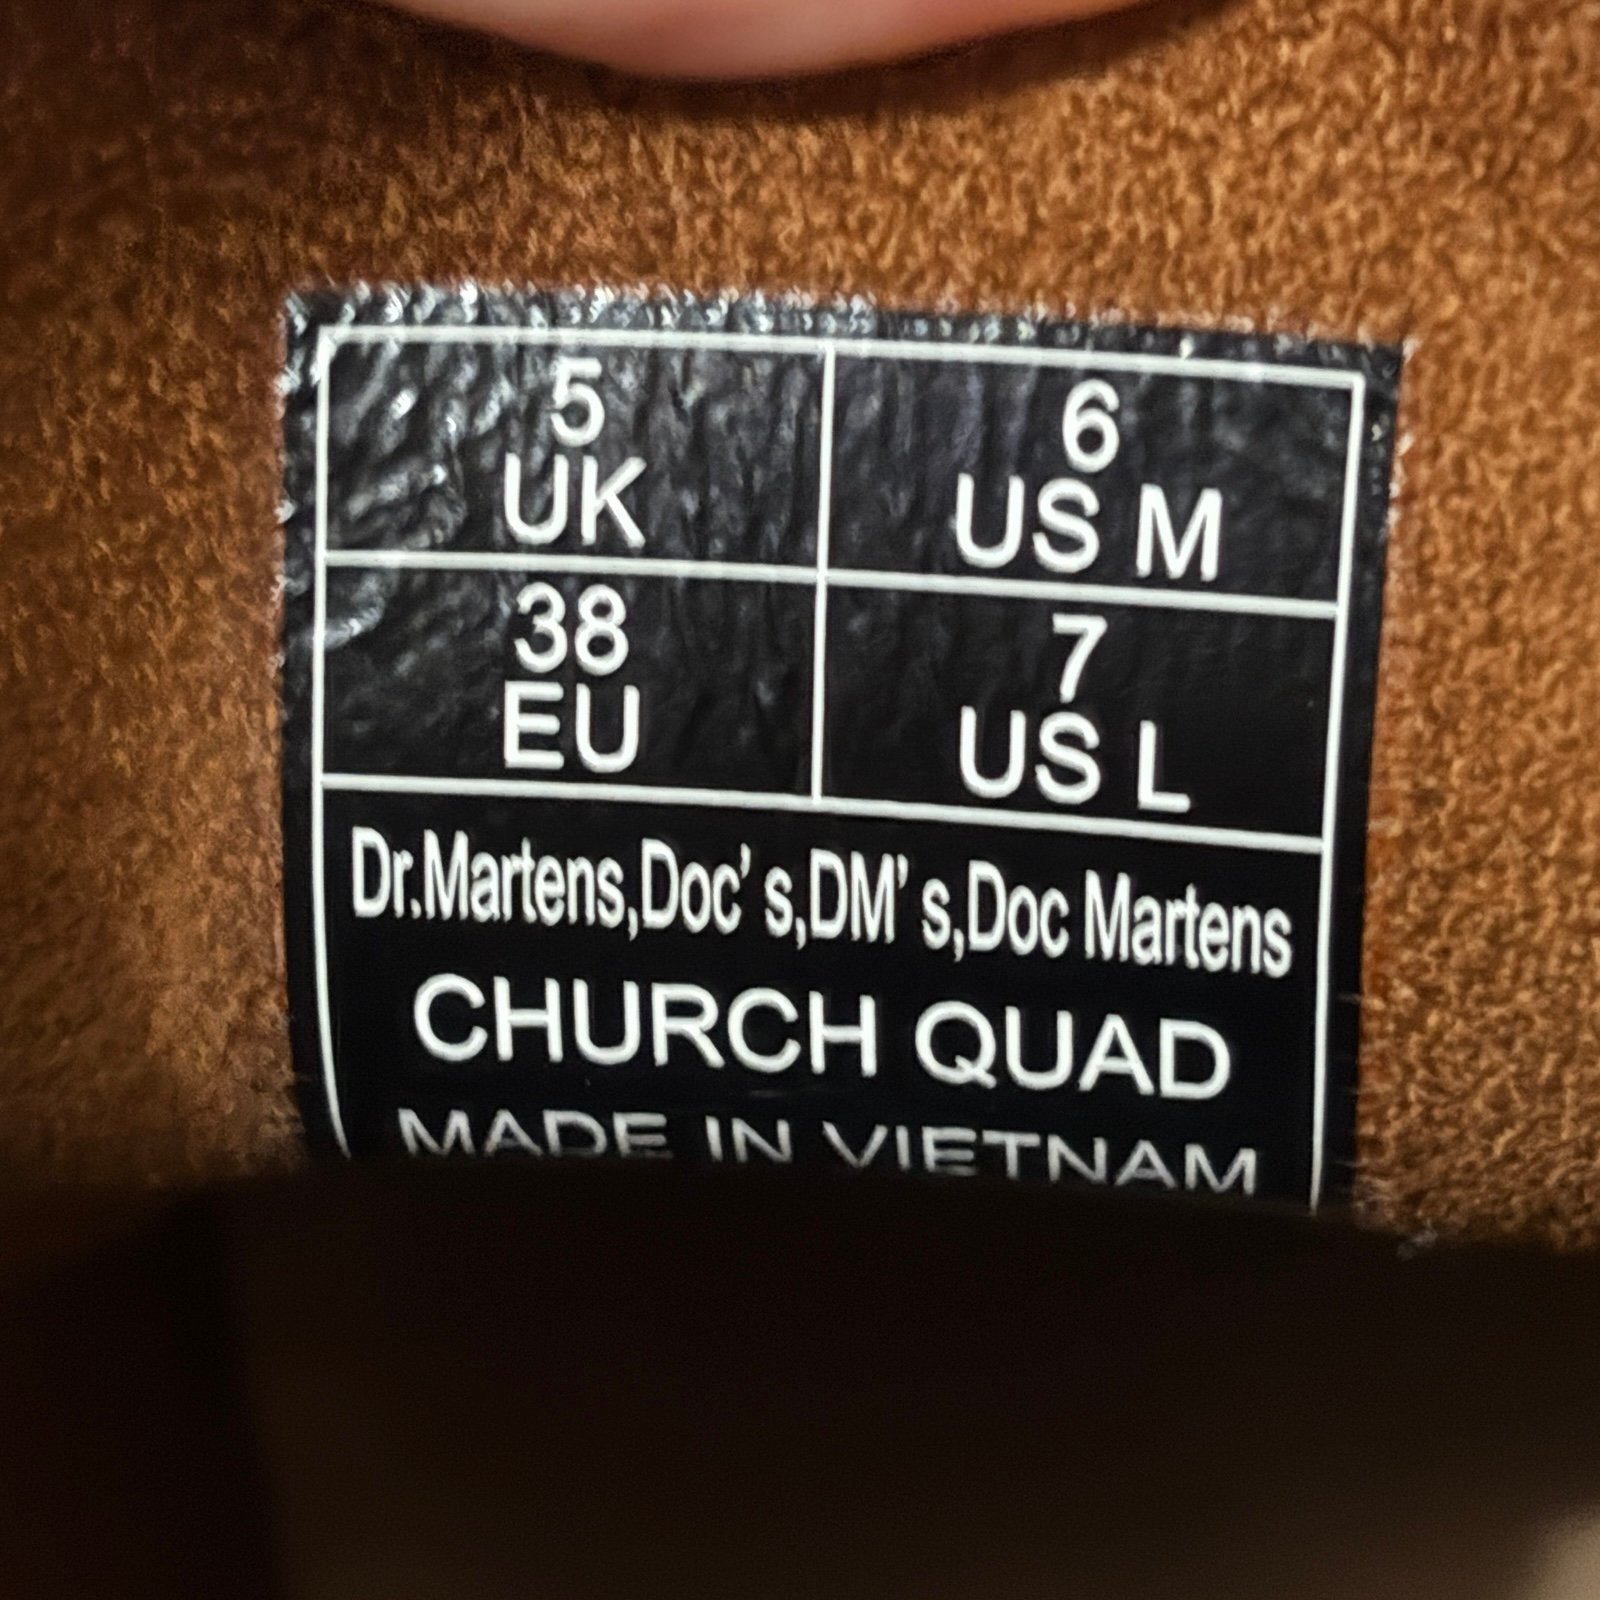 5
UK
6
US M
38
EU
7
US L
Dr.Martens,Doc' s,DM' s,Doc Martens
CHURCH QUAD
MADE IN VIETNAM